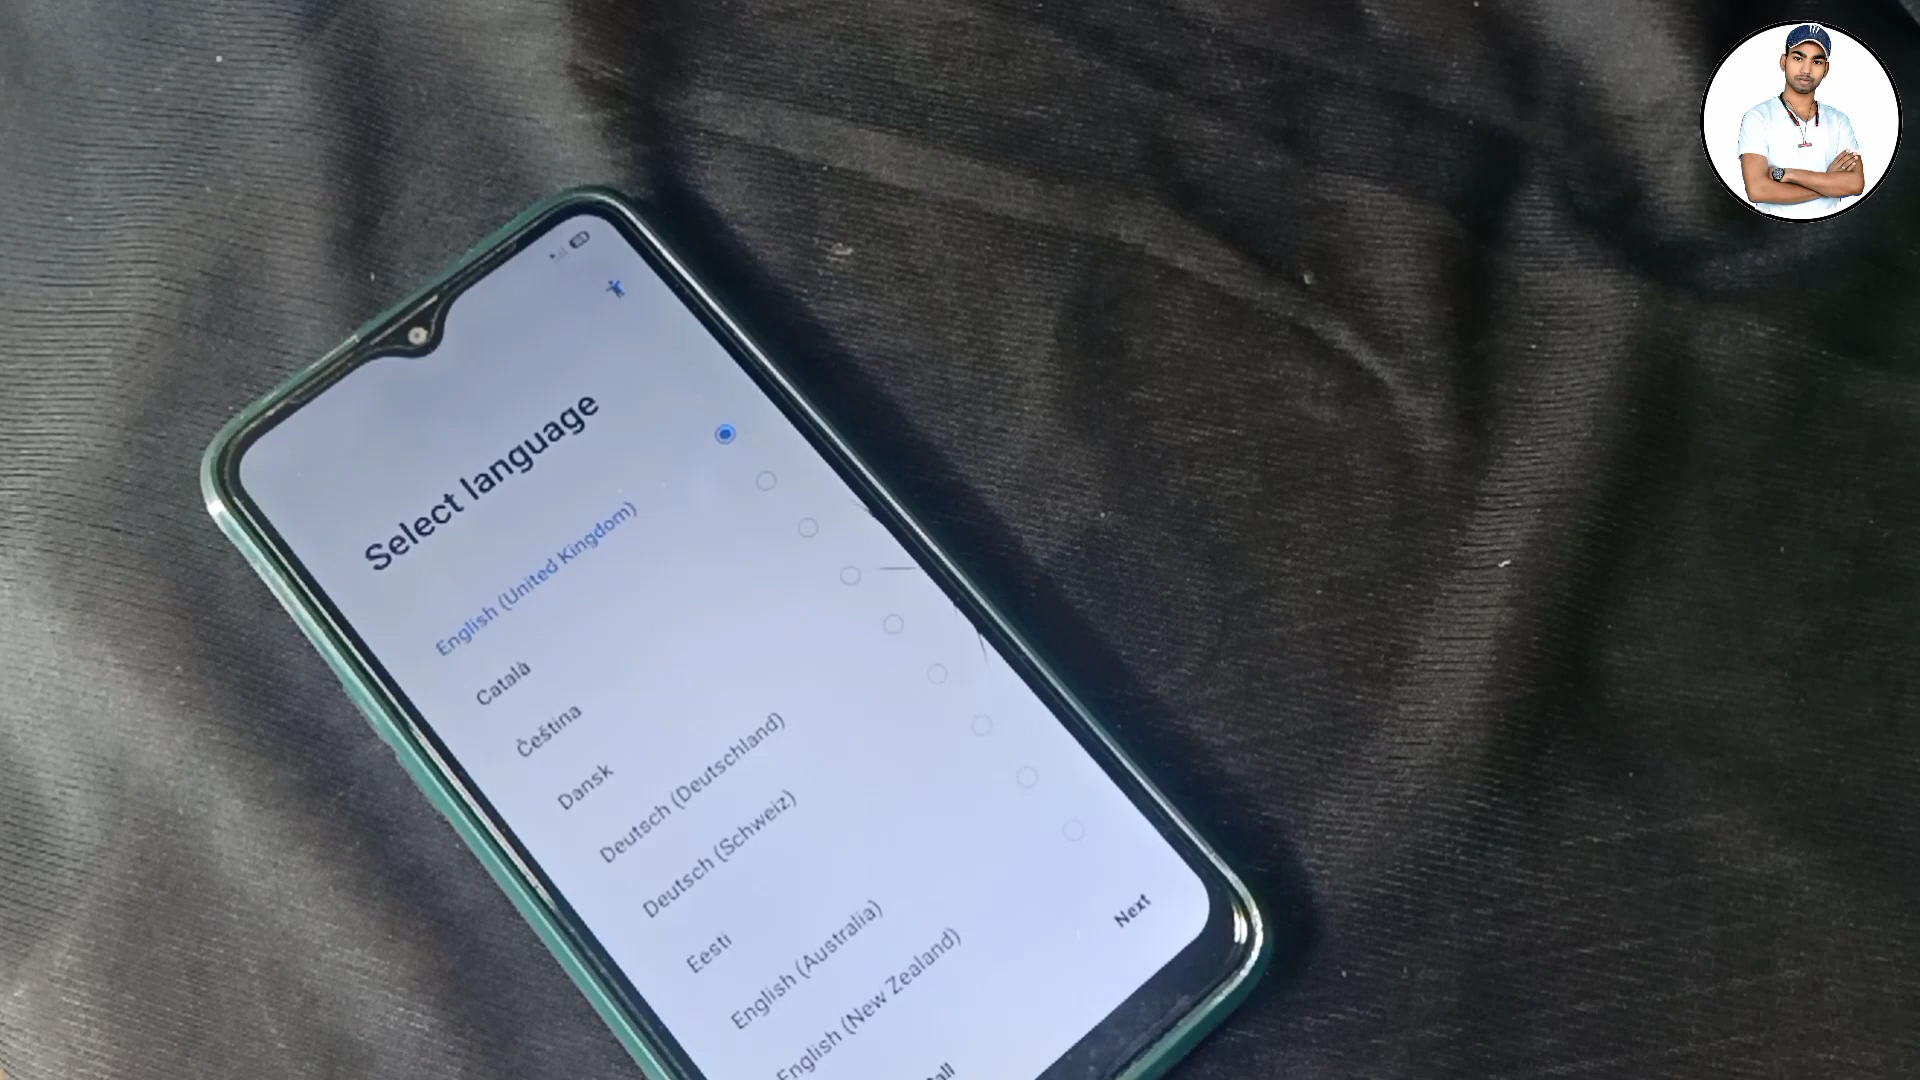 Select language
English (United Kingdom)
Català
Čeština
Dansk
Deutsch (Deutschland)
Deutsch (Schweiz)
Eesti
English (Australia)
English (New Zealand)
Next